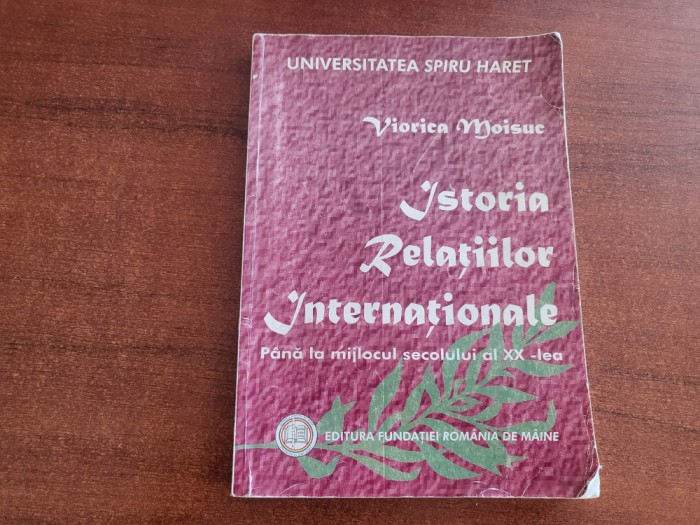 UNIVERSITATEA SPIRU HARET
Viorica Moisuc
Istoria
Relațiilor
Internaționale
Până la mijlocul secolului al XX -lea
EDITURA FUNDAȚIEI ROMÂNIA DE MÂINE